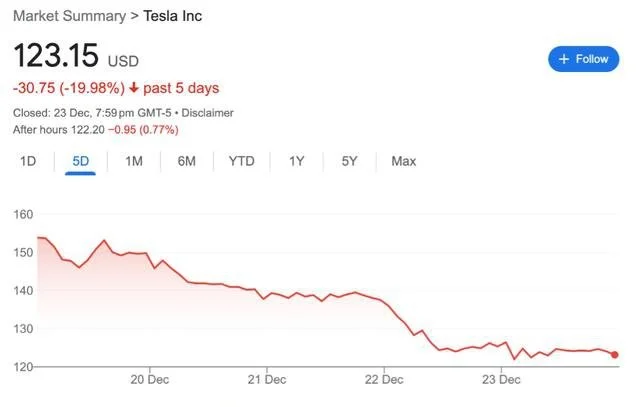 Market Summary > Tesla Inc
123.15 USD
+ Follow
-30.75 (-19.98%) ↓ past 5 days
Closed: 23 Dec, 7:59 pm GMT-5 • Disclaimer
After hours 122.20 −0.95 (0.77%)
1D 5D 1M 6M YTD 1Y 5Y Max
160
150
140
130
120
20 Dec 21 Dec 22 Dec 23 Dec